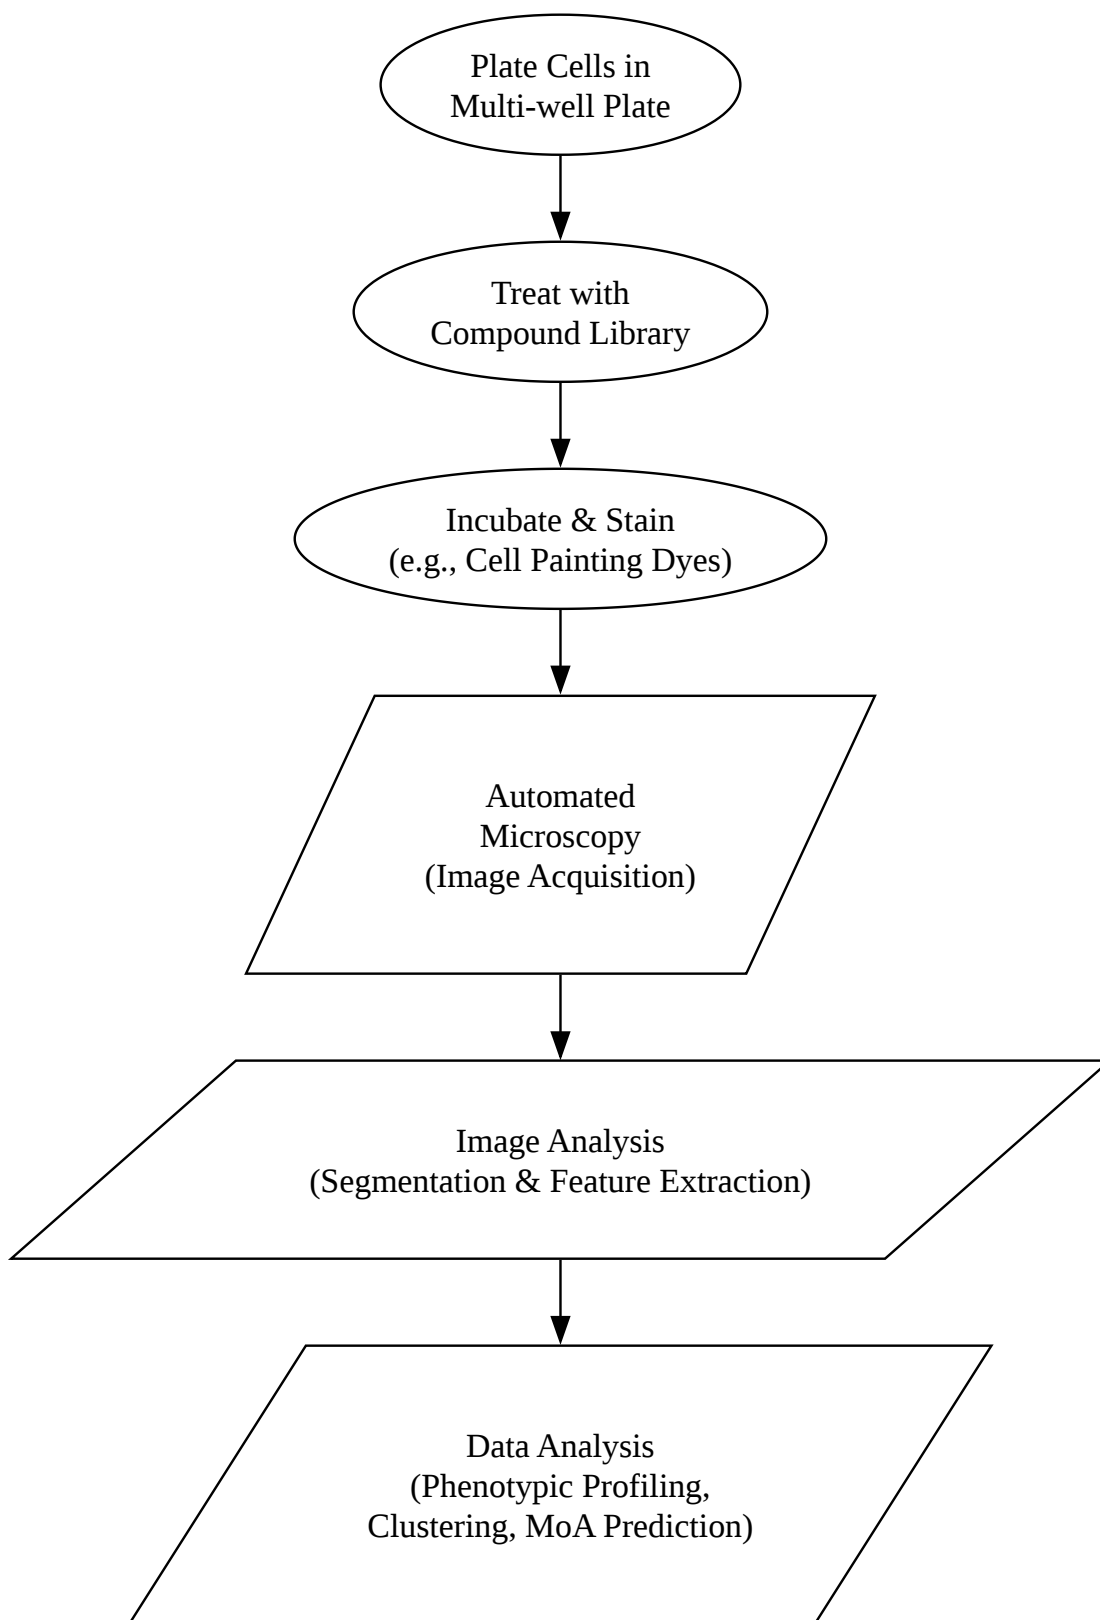 Plate Cells in
Multi-well Plate
Treat with
Compound Library
Incubate & Stain
(e.g., Cell Painting Dyes)
Automated
Microscopy
(Image Acquisition)
Image Analysis
(Segmentation & Feature Extraction)
Data Analysis
(Phenotypic Profiling,
Clustering, MoA Prediction)